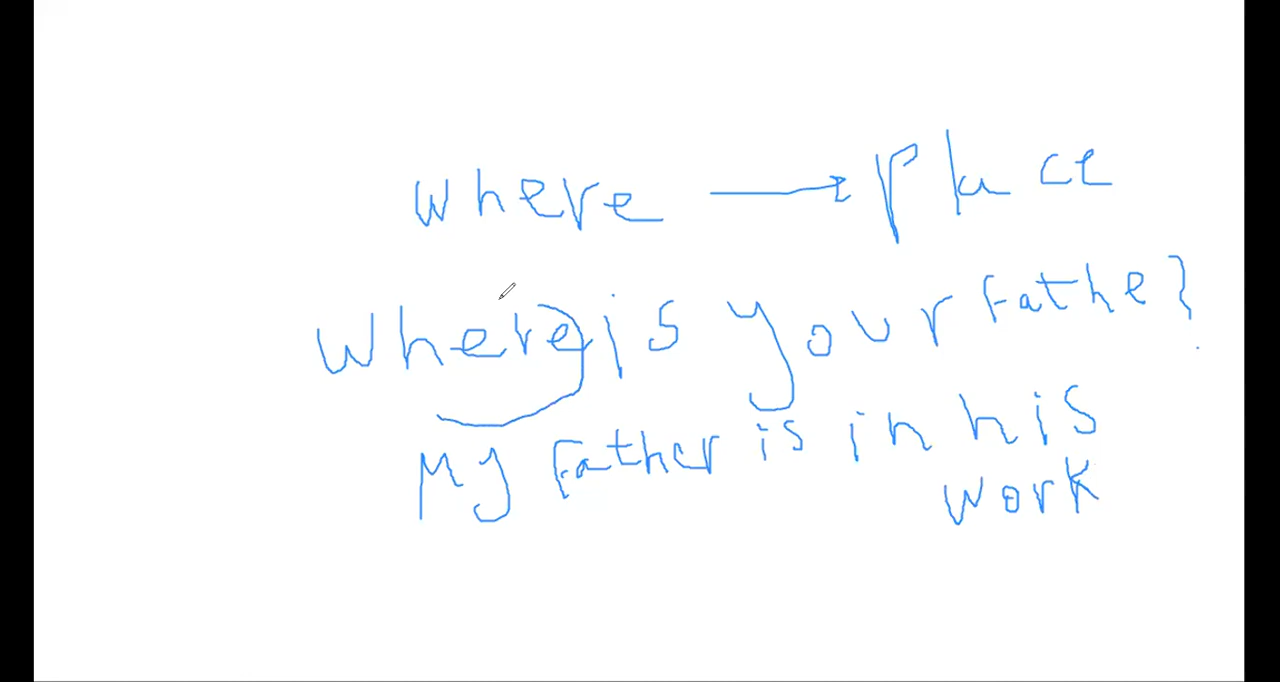 where → place
Where is your Fathe?
My Father is in his
work